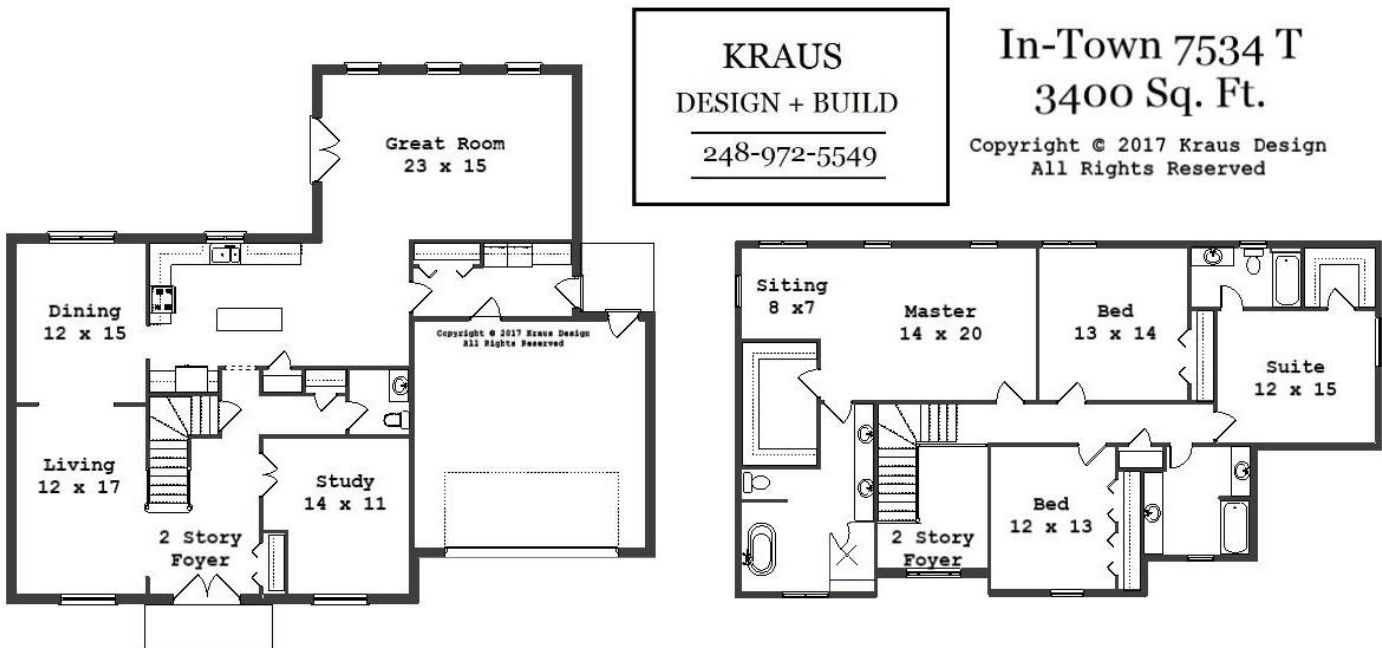 KRAUS
DESIGN + BUILD
248-972-5549
In-Town 7534 T
3400 Sq. Ft.
Copyright © 2017 Kraus Design
All Rights Reserved
Great Room
23 x 15
Dining
12 x 15
Copyright © 2017 Kraus Design
All Rights Reserved
Living
12 x 17
Study
14 x 11
2 Story
Foyer
Siting
8 x7
Master
14 x 20
Bed
13 x 14
Suite
12 x 15
Bed
12 x 13
2 Story
Foyer